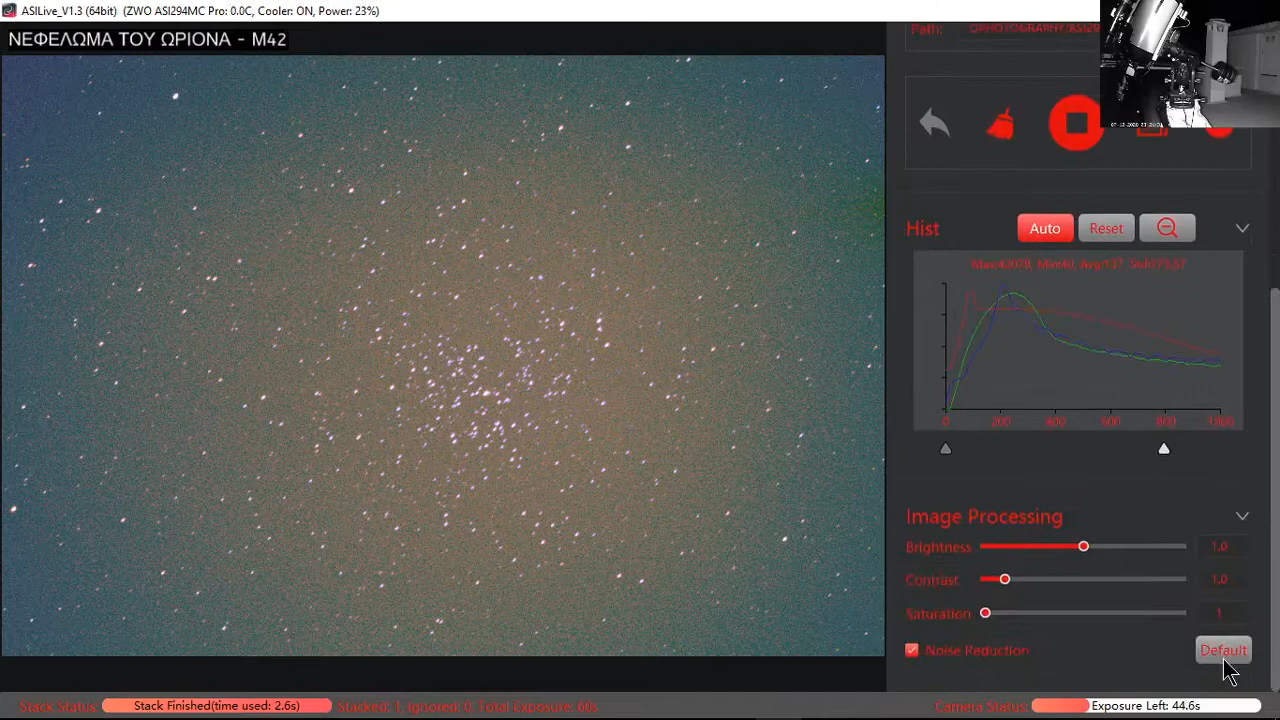 ASILive_V1.3 (64bit) (ZWO ASI294MC Pro: 0.0C, Cooler: ON, Power: 23%)
ΝΕΦΕΛΩΜΑ ΤΟΥ ΩΡΙΟΝΑ - M42
Path:
Hist Auto Reset
0 200 400 600 800 1000
Image Processing
Brightness 1.0
Contrast 1.0
Saturation 1
Noise Reduction Default
Stack Status: Stack Finished(time used: 2.6s) Stacked: 1, Ignored: 0, Total Exposure: 60s Camera Status: Exposure Left: 44.6s